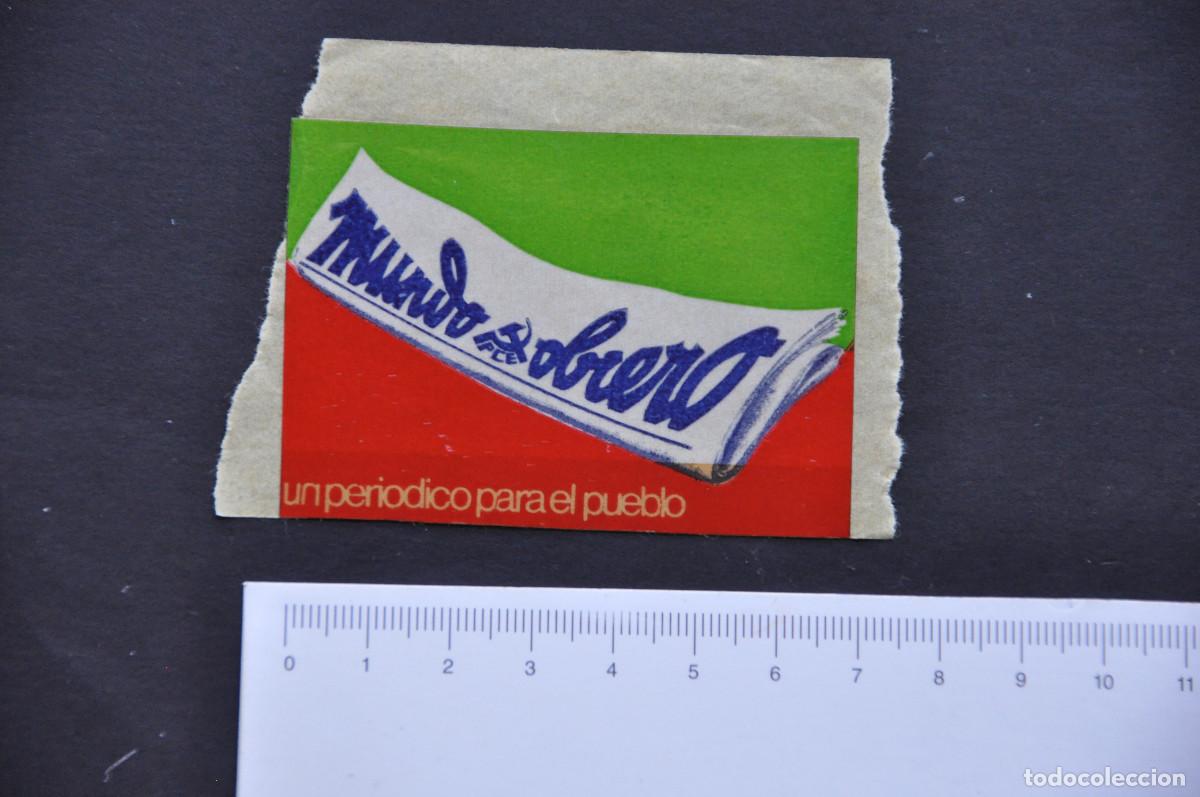 mundo PCE obrero
un periodico para el pueblo
0 1 2 3 4 5 6 7 8 9 10 11
todocoleccion